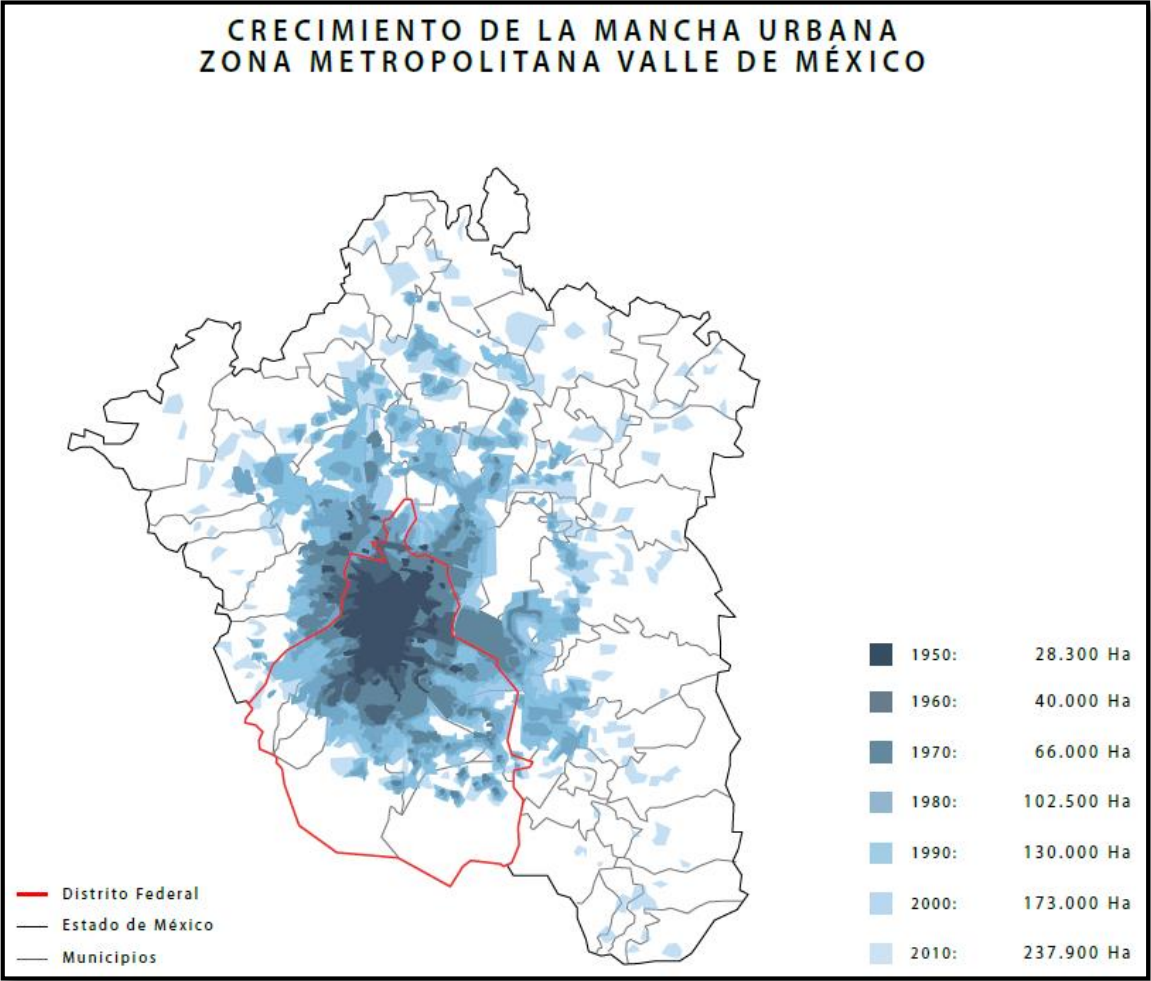 CRECIMIENTO DE LA MANCHA URBANA
ZONA METROPOLITANA VALLE DE MÉXICO
1950: 28.300 Ha
1960: 40.000 Ha
1970: 66.000 Ha
1980: 102.500 Ha
1990: 130.000 Ha
2000: 173.000 Ha
2010: 237.900 Ha
Distrito Federal
Estado de México
Municipios